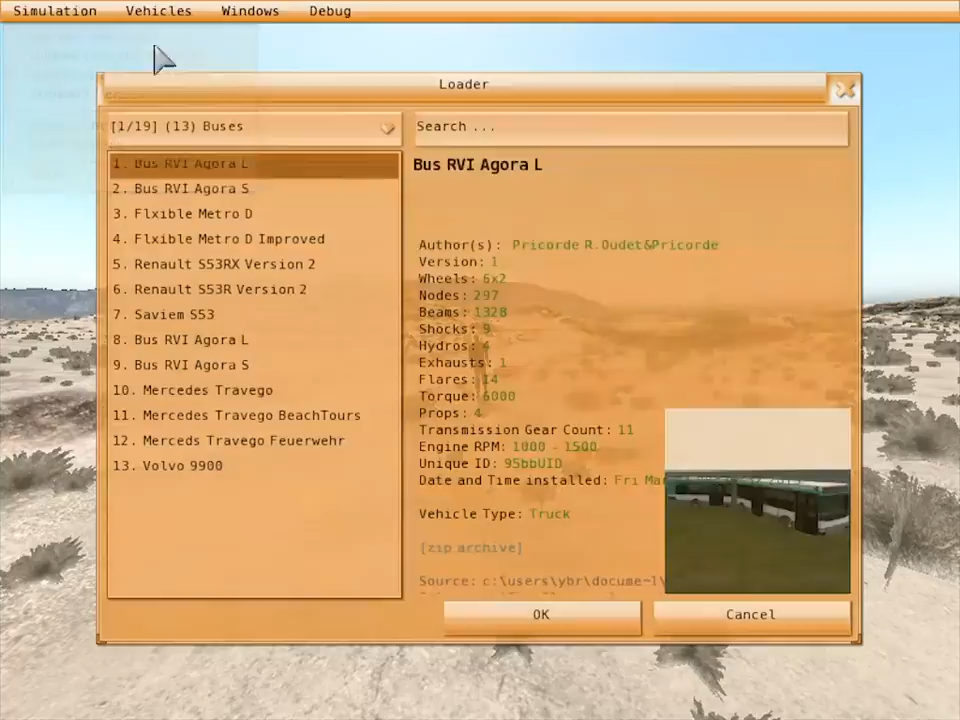 Simulation Vehicles Windows Debug
Loader
[1/19] (13) Buses
Search ...
1. Bus RVI Agora L
2. Bus RVI Agora S
3. Flxible Metro D
4. Flxible Metro D Improved
5. Renault S53RX Version 2
6. Renault S53R Version 2
7. Saviem S53
8. Bus RVI Agora L
9. Bus RVI Agora S
10. Mercedes Travego
11. Mercedes Travego BeachTours
12. Merceds Travego Feuerwehr
13. Volvo 9900
Bus RVI Agora L
Author(s): Pricorde R.Oudet&Pricorde
Version: 1
Wheels: 6x2
Nodes: 297
Beams: 1328
Shocks: 9
Hydros: 4
Exhausts: 1
Flares: 14
Torque: 6000
Props: 4
Transmission Gear Count: 11
Engine RPM: 1000 - 1500
Unique ID: 95bbUID
Date and Time installed: Fri Mar
Vehicle Type: Truck
[zip archive]
Source: c:\users\ybr\docume~1\
OK
Cancel